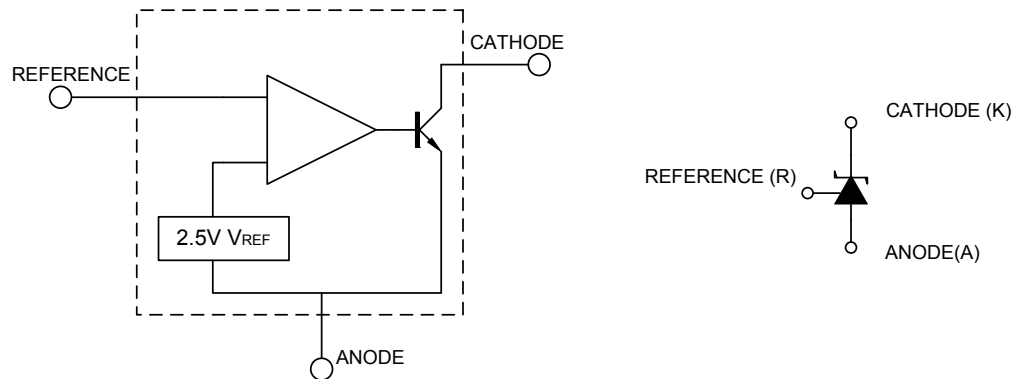 CATHODE
REFERENCE
2.5V VREF
ANODE
CATHODE (K)
REFERENCE (R)
ANODE(A)